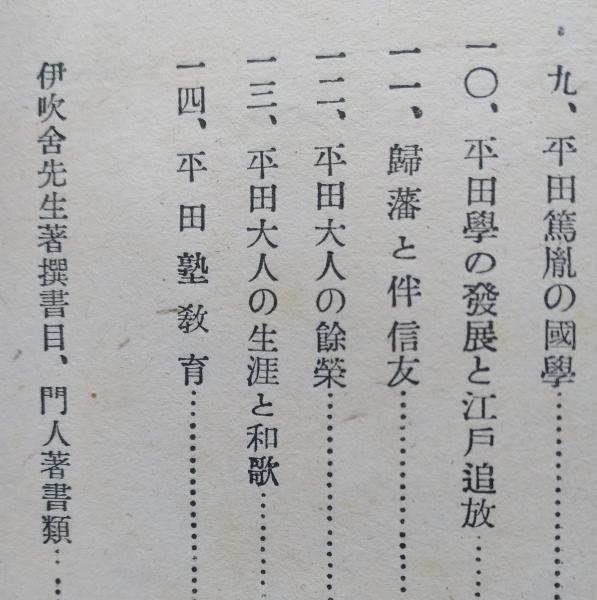 九、平田篤胤の國學…………
一〇、平田學の發展と江戸追放……
一一、歸藩と伴信友…………
一二、平田大人の餘榮…………
一三、平田大人の生涯と和歌………
一四、平田塾敎育…………
伊吹舍先生著撰書目、門人著書類……